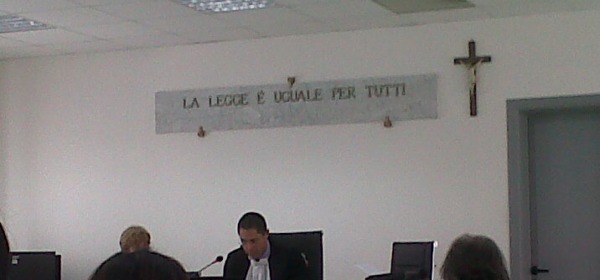 LA LEGGE È UGUALE PER TUTTI